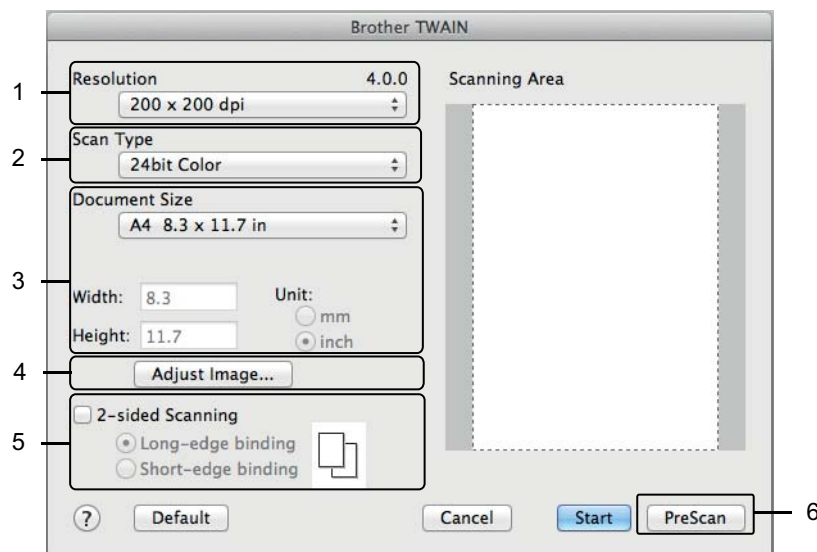 Brother TWAIN
1
Resolution 4.0.0
200 x 200 dpi
2
Scan Type
24bit Color
3
Document Size
A4 8.3 x 11.7 in
Width: 8.3
Unit:
mm
Height: 11.7
inch
4
Adjust Image...
5
2-sided Scanning
Long-edge binding
Short-edge binding
Scanning Area
?
Default
Cancel
Start
PreScan
6